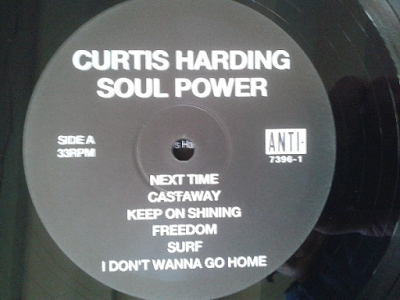 CURTIS HARDING
SOUL POWER
SIDE A
33RPM
ANTI-
7396-1
NEXT TIME
CASTAWAY
KEEP ON SHINING
FREEDOM
SURF
I DON'T WANNA GO HOME